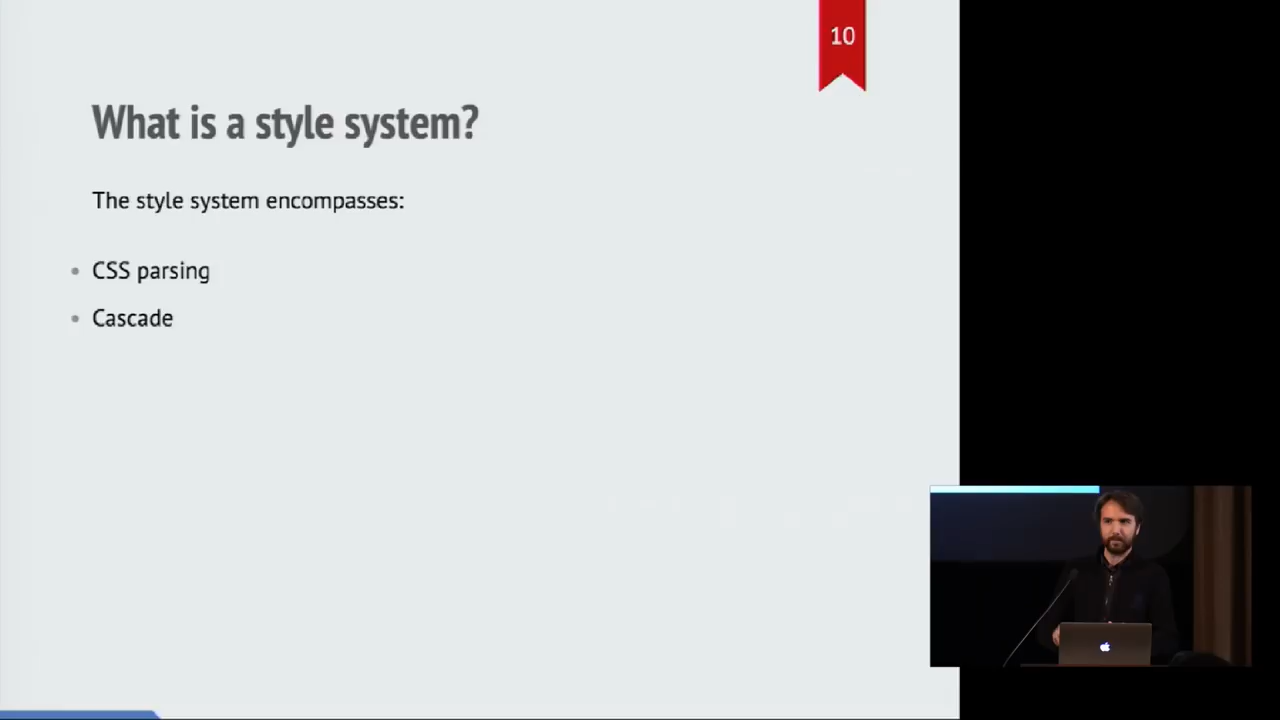 10
What is a style system?
The style system encompasses:
• CSS parsing
• Cascade